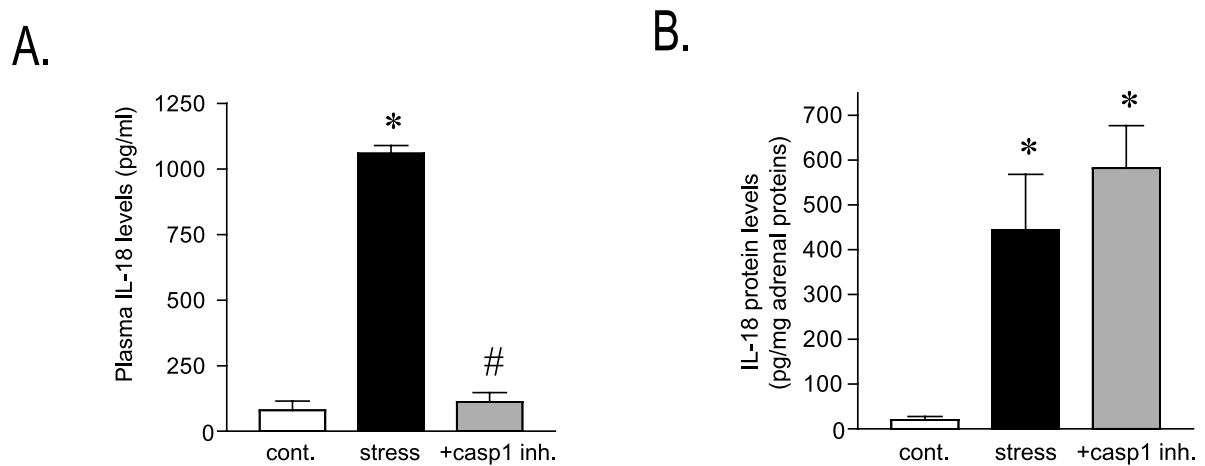 A.
Plasma IL-18 levels (pg/ml)
1250
1000
750
500
250
0
*
#
cont.
stress
+casp1 inh.
B.
IL-18 protein levels
(pg/mg adrenal proteins)
700
600
500
400
300
200
100
0
*
*
cont.
stress
+casp1 inh.